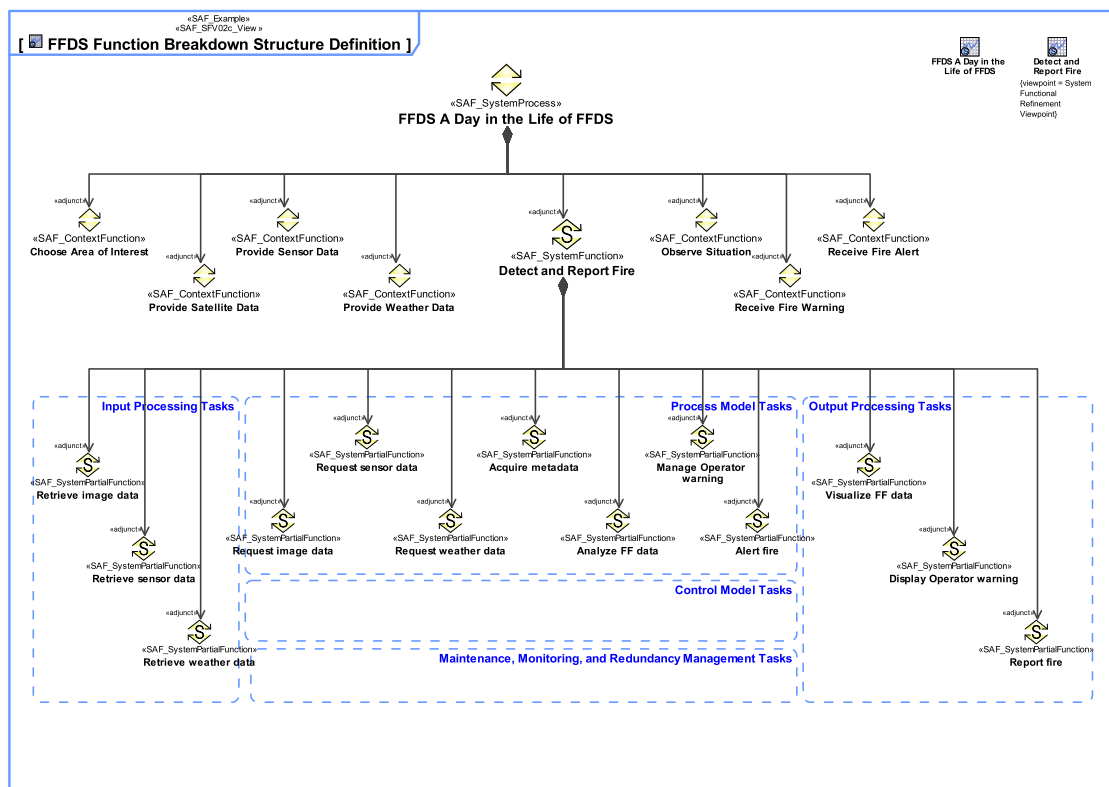 «SAF_Example»
«SAF_SFV02c_View »
[ FFDS Function Breakdown Structure Definition ]
FFDS A Day in the
Life of FFDS
Detect and
Report Fire
{viewpoint = System
Functional
Refinement
Viewpoint}
«SAF_SystemProcess»
FFDS A Day in the Life of FFDS
«adjunct»
«SAF_ContextFunction»
Choose Area of Interest
«adjunct»
«SAF_ContextFunction»
Provide Satellite Data
«adjunct»
«SAF_ContextFunction»
Provide Sensor Data
«adjunct»
«SAF_ContextFunction»
Provide Weather Data
«adjunct»
S
«SAF_SystemFunction»
Detect and Report Fire
«adjunct»
«SAF_ContextFunction»
Observe Situation
«adjunct»
«SAF_ContextFunction»
Receive Fire Warning
«adjunct»
«SAF_ContextFunction»
Receive Fire Alert
Input Processing Tasks
«adjunct»
S
«SAF_SystemPartialFunction»
Retrieve image data
«adjunct»
S
«SAF_SystemPartialFunction»
Retrieve sensor data
«adjunct»
S
«SAF_SystemPartialFunction»
Retrieve weather data
Process Model Tasks
«adjunct»
S
«SAF_SystemPartialFunction»
Request image data
«adjunct»
S
«SAF_SystemPartialFunction»
Request sensor data
«adjunct»
S
«SAF_SystemPartialFunction»
Request weather data
«adjunct»
S
«SAF_SystemPartialFunction»
Acquire metadata
«adjunct»
S
«SAF_SystemPartialFunction»
Analyze FF data
«adjunct»
S
«SAF_SystemPartialFunction»
Manage Operator
warning
«adjunct»
S
«SAF_SystemPartialFunction»
Alert fire
Control Model Tasks
Maintenance, Monitoring, and Redundancy Management Tasks
Output Processing Tasks
«adjunct»
S
«SAF_SystemPartialFunction»
Visualize FF data
«adjunct»
S
«SAF_SystemPartialFunction»
Display Operator warning
«adjunct»
S
«SAF_SystemPartialFunction»
Report fire